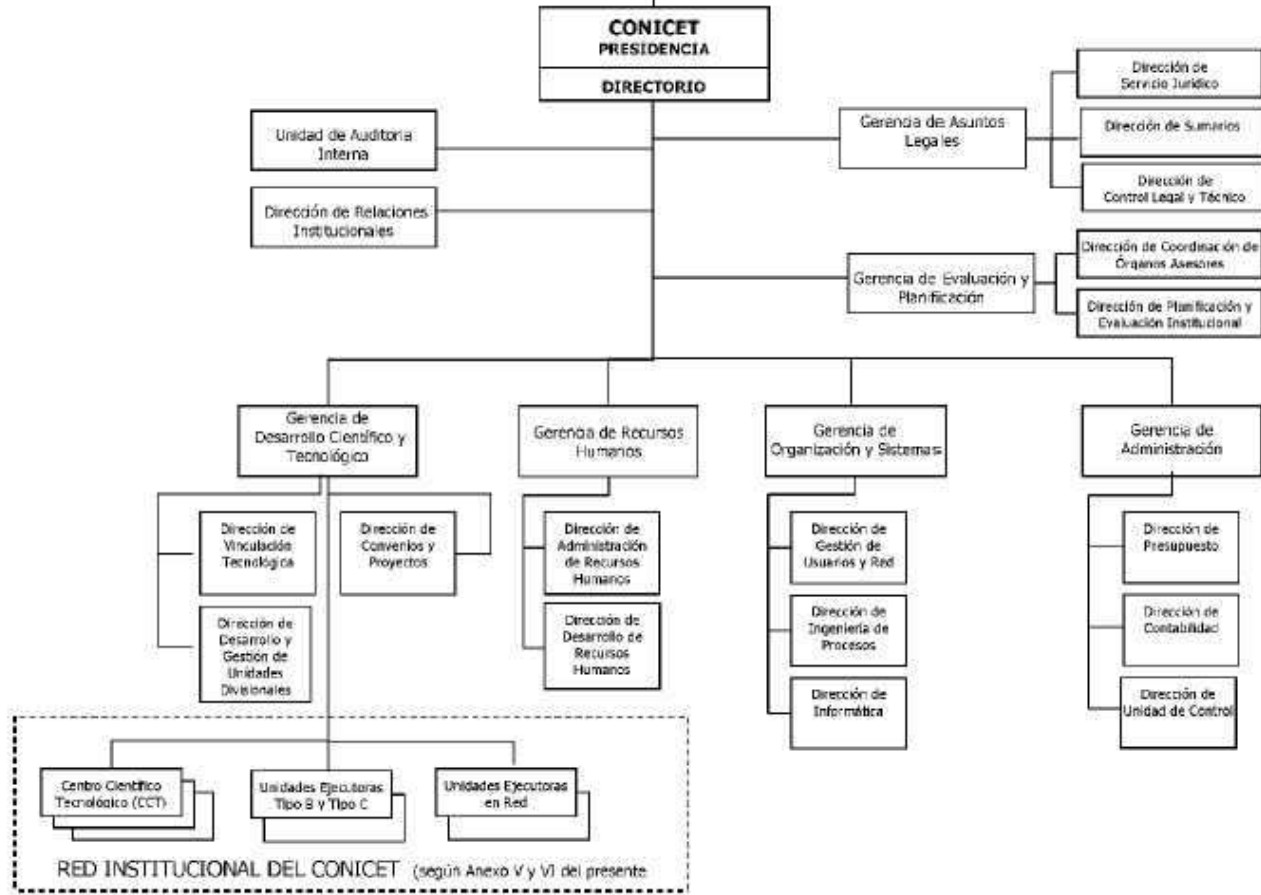 CONICET
PRESIDENCIA
DIRECTORIO
Unidad de Auditoria
Interna
Dirección de Relaciones
Institucionales
Gerencia de Asuntos
Legales
Dirección de
Servicio Jurídico
Dirección de Sumarios
Dirección de
Control Legal y Técnico
Gerencia de Evaluación y
Planificación
Dirección de Coordinación de
Órganos Asesores
Dirección de Planificación y
Evaluación Institucional
Gerencia de
Desarrollo Científico y
Tecnológico
Gerencia de Recursos
Humanos
Gerencia de
Organización y Sistemas
Gerencia de
Administración
Dirección de
Vinculación
Tecnológica
Dirección de
Convenios y
Proyectos
Dirección de
Desarrollo y
Gestión de
Unidades
Divisionales
Dirección de
Administración
de Recursos
Humanos
Dirección de
Desarrollo de
Recursos
Humanos
Dirección de
Gestión de
Usuarios y Red
Dirección de
Ingeniería de
Procesos
Dirección de
Informática
Dirección de
Presupuesto
Dirección de
Contabilidad
Dirección de
Unidad de Control
Centro Científico
Tecnológico (CCT)
Unidades Ejecutoras
Tipo B y Tipo C
Unidades Ejecutoras
en Red
RED INSTITUCIONAL DEL CONICET (según Anexo V y VI del presente